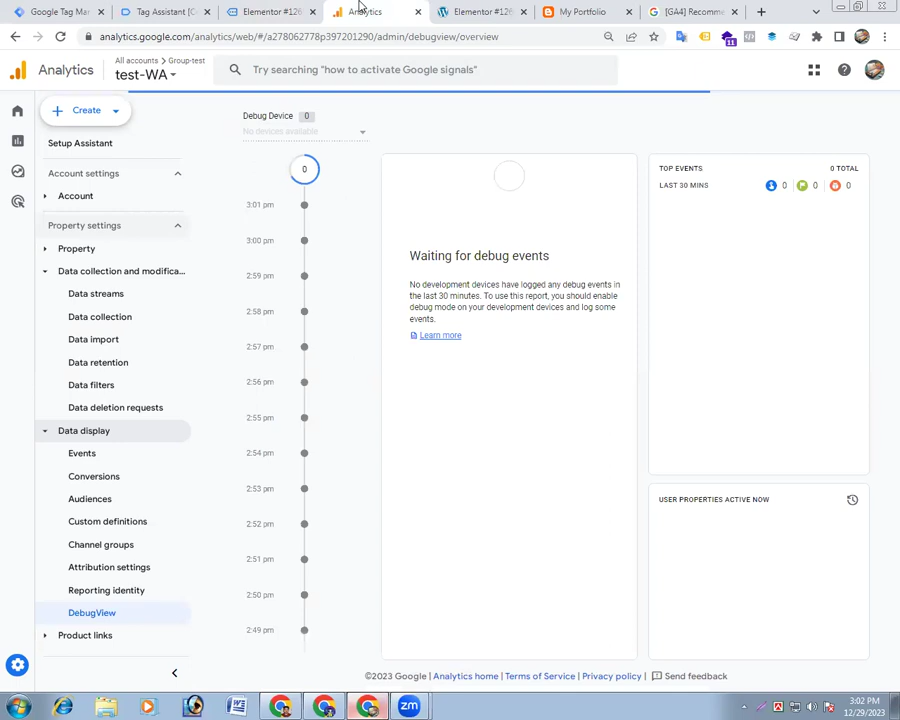 Google Tag Man
Tag Assistant [Co
Elementor #126
Analytics
Elementor #126
My Portfolio
[GA4] Recomme
analytics.google.com/analytics/web/#/a278062778p397201290/admin/debugview/overview
11
Analytics
All accounts > Group-test
test-WA
Try searching "how to activate Google signals"
Create
Setup Assistant
Account settings
Account
Property settings
Property
Data collection and modifica...
Data streams
Data collection
Data import
Data retention
Data filters
Data deletion requests
Data display
Events
Conversions
Audiences
Custom definitions
Channel groups
Attribution settings
Reporting identity
DebugView
Product links
Debug Device 0
No devices available
0
3:01 pm
3:00 pm
2:59 pm
2:58 pm
2:57 pm
2:56 pm
2:55 pm
2:54 pm
2:53 pm
2:52 pm
2:51 pm
2:50 pm
2:49 pm
Waiting for debug events
No development devices have logged any debug events in
the last 30 minutes. To use this report, you should enable
debug mode on your development devices and log some
events.
Learn more
TOP EVENTS 0 TOTAL
LAST 30 MINS 0 0 0
USER PROPERTIES ACTIVE NOW
©2023 Google | Analytics home | Terms of Service | Privacy policy | Send feedback
zm
3:02 PM
12/29/2023